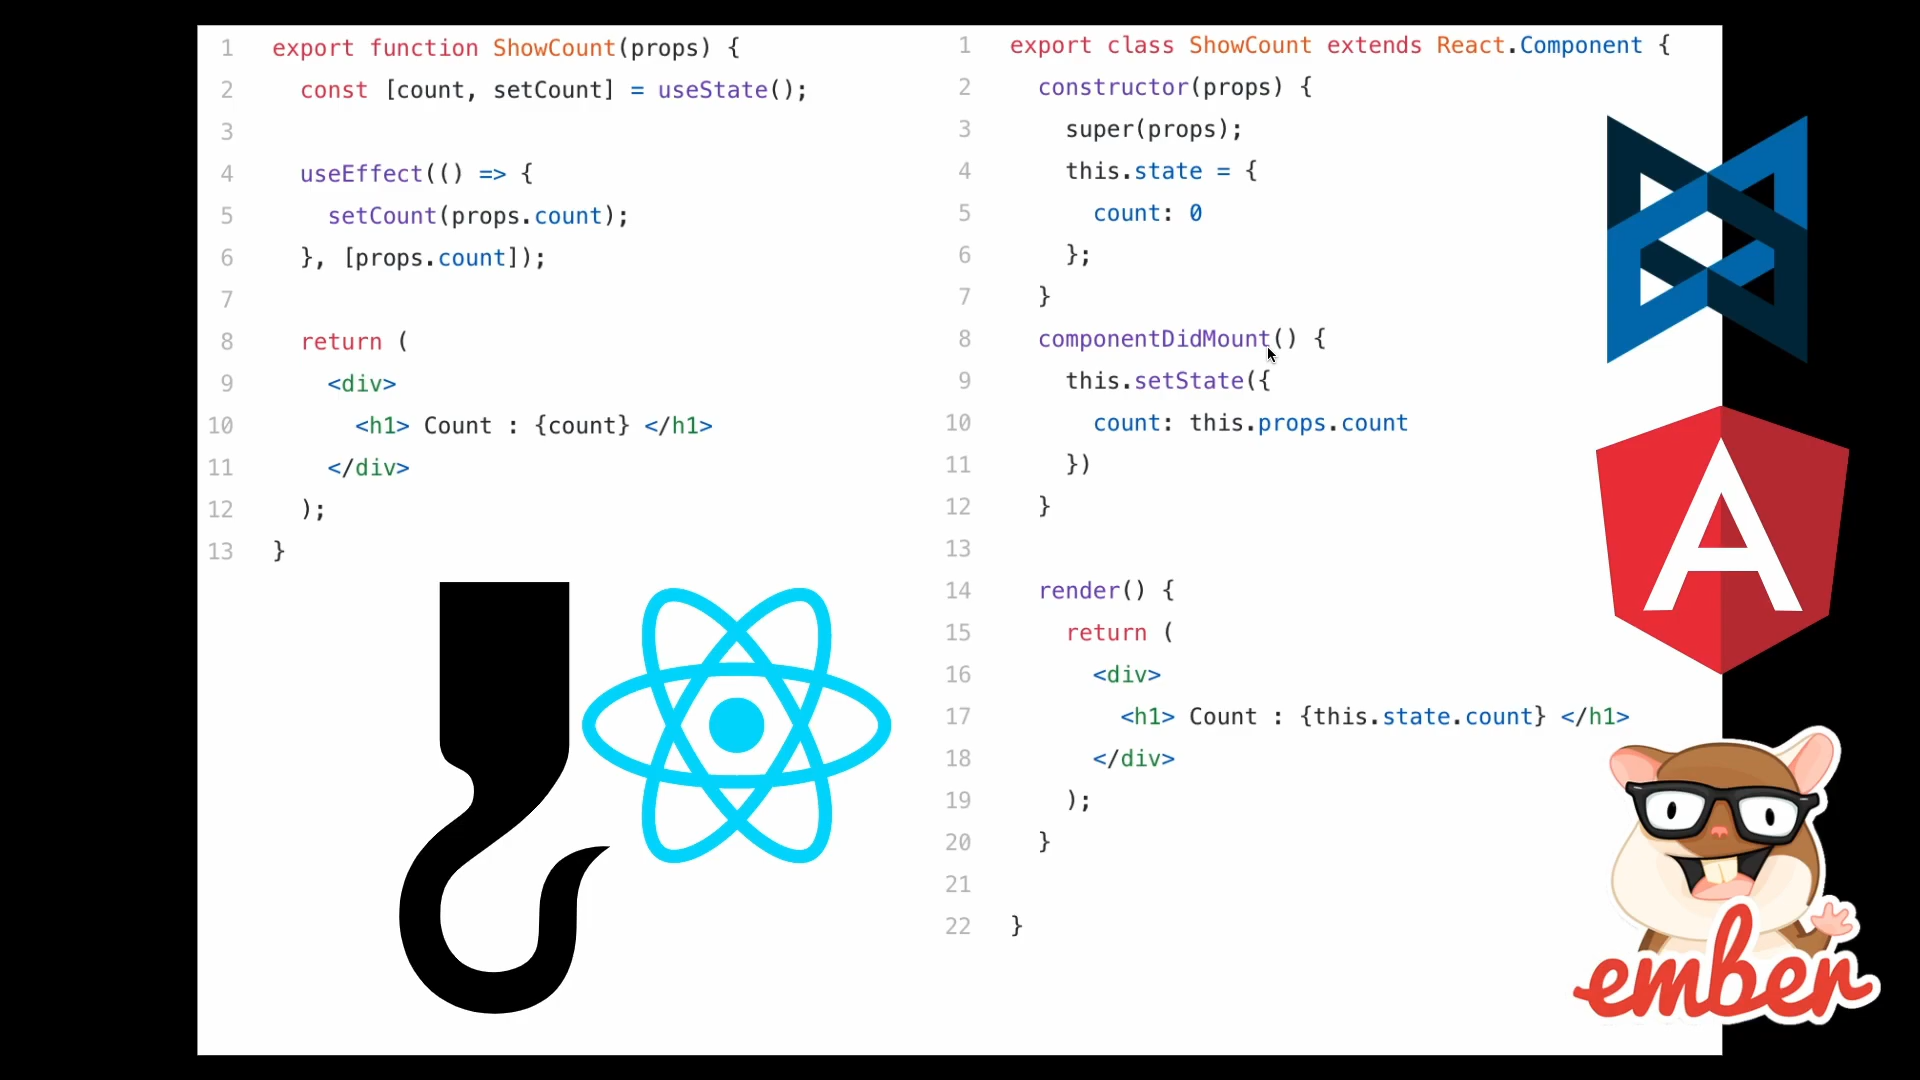 1 export function ShowCount(props) {
2 const [count, setCount] = useState();
3
4 useEffect(() => {
5 setCount(props.count);
6 }, [props.count]);
7
8 return (
9 <div>
10 <h1> Count : {count} </h1>
11 </div>
12 );
13 }
1 export class ShowCount extends React.Component {
2 constructor(props) {
3 super(props);
4 this.state = {
5 count: 0
6 };
7 }
8 componentDidMount() {
9 this.setState({
10 count: this.props.count
11 })
12 }
13
14 render() {
15 return (
16 <div>
17 <h1> Count : {this.state.count} </h1>
18 </div>
19 );
20 }
21
22 }
A
ember